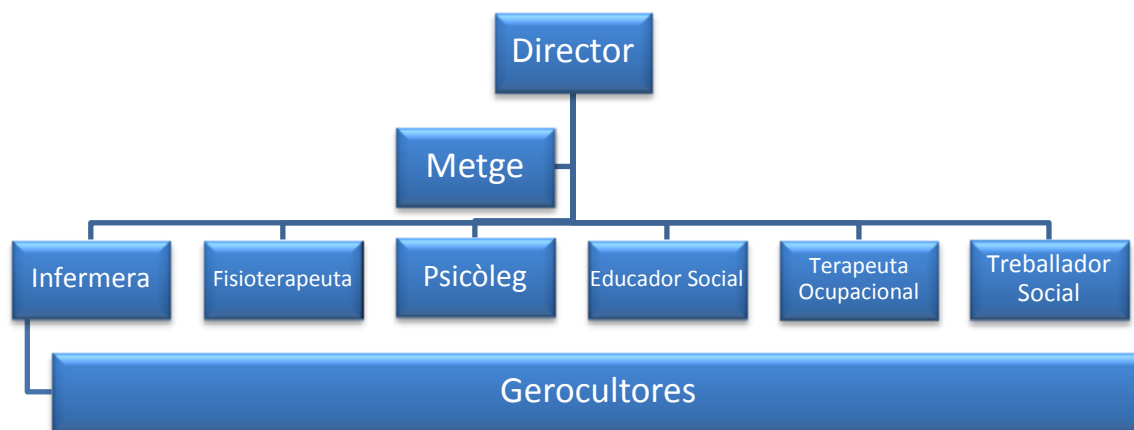 Director
Metge
Infermera
Fisioterapeuta
Psicòleg
Educador Social
Terapeuta
Ocupacional
Treballador
Social
Gerocultores